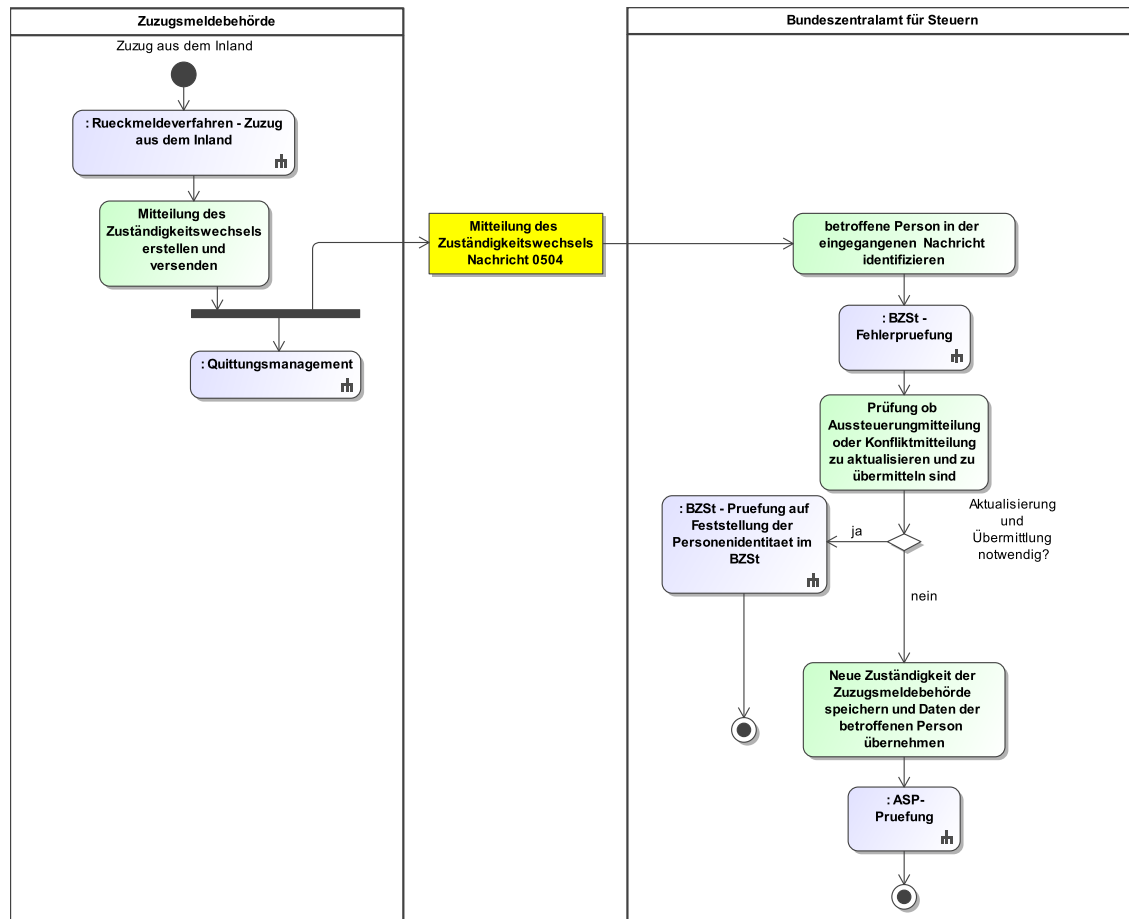 Zuzugsmeldebehörde
Zuzug aus dem Inland
: Rueckmeldeverfahren - Zuzug
aus dem Inland
Mitteilung des
Zuständigkeitswechsels
erstellen und
versenden
: Quittungsmanagement
Mitteilung des
Zuständigkeitswechsels
Nachricht 0504
Bundeszentralamt für Steuern
betroffene Person in der
eingegangenen Nachricht
identifizieren
: BZSt -
Fehlerpruefung
Prüfung ob
Aussteuerungmitteilung
oder Konfliktmitteilung
zu aktualisieren und zu
übermitteln sind
Aktualisierung
und
Übermittlung
notwendig?
ja
: BZSt - Pruefung auf
Feststellung der
Personenidentitaet im
BZSt
nein
Neue Zuständigkeit der
Zuzugsmeldebehörde
speichern und Daten der
betroffenen Person
übernehmen
: ASP-
Pruefung